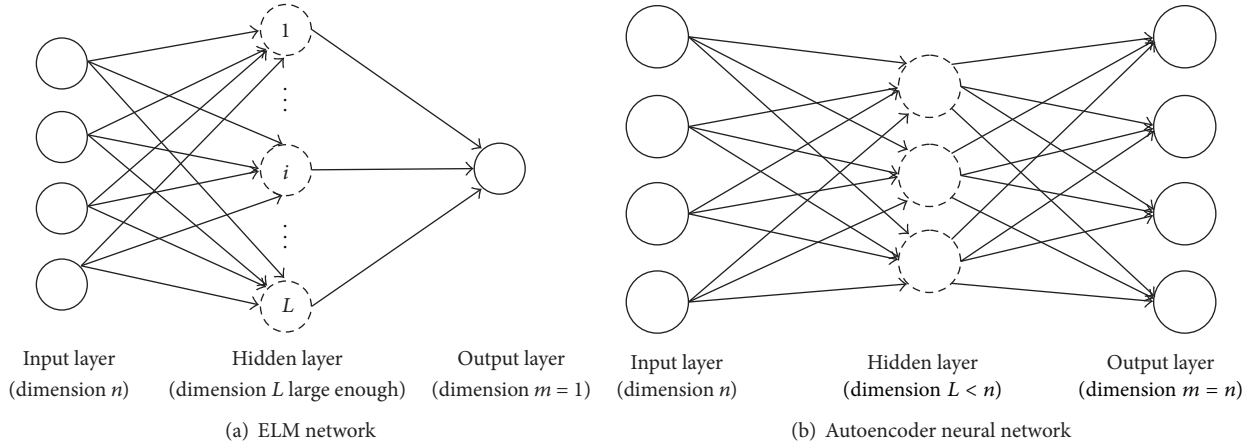 1
⋮
i
⋮
L
Input layer
(dimension n)
Hidden layer
(dimension L large enough)
Output layer
(dimension m = 1)
(a) ELM network
Input layer
(dimension n)
Hidden layer
(dimension L < n)
Output layer
(dimension m = n)
(b) Autoencoder neural network